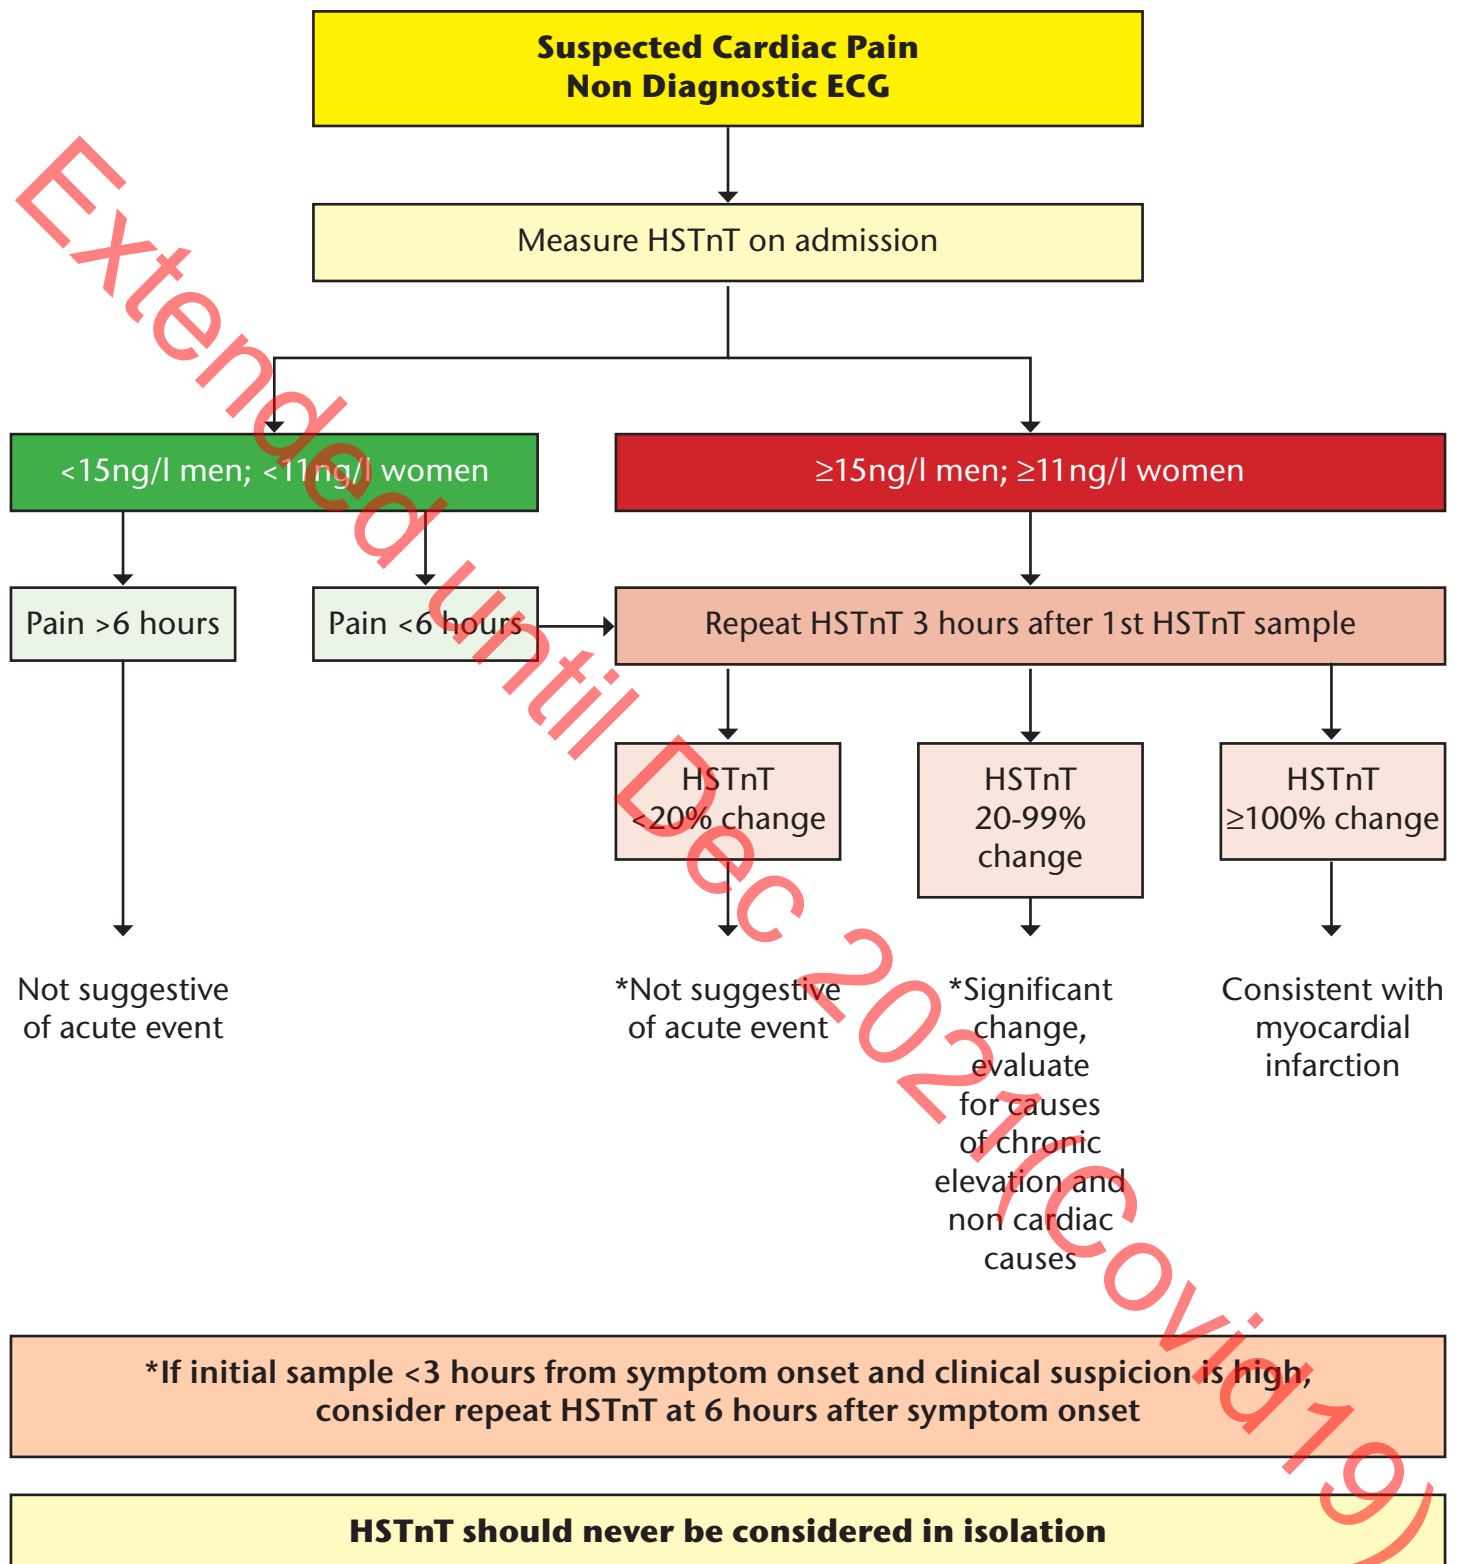 Suspected Cardiac Pain
Non Diagnostic ECG
Measure HSTnT on admission
<15ng/l men; <11ng/l women
≥15ng/l men; ≥11ng/l women
Pain >6 hours
Pain <6 hours
Repeat HSTnT 3 hours after 1st HSTnT sample
HSTnT
<20% change
HSTnT
20-99%
change
HSTnT
≥100% change
Not suggestive
of acute event
*Not suggestive
of acute event
*Significant
change,
evaluate
for causes
of chronic
elevation and
non cardiac
causes
Consistent with
myocardial
infarction
*If initial sample <3 hours from symptom onset and clinical suspicion is high,
consider repeat HSTnT at 6 hours after symptom onset
HSTnT should never be considered in isolation
Extended until Dec 2021(Covid19)